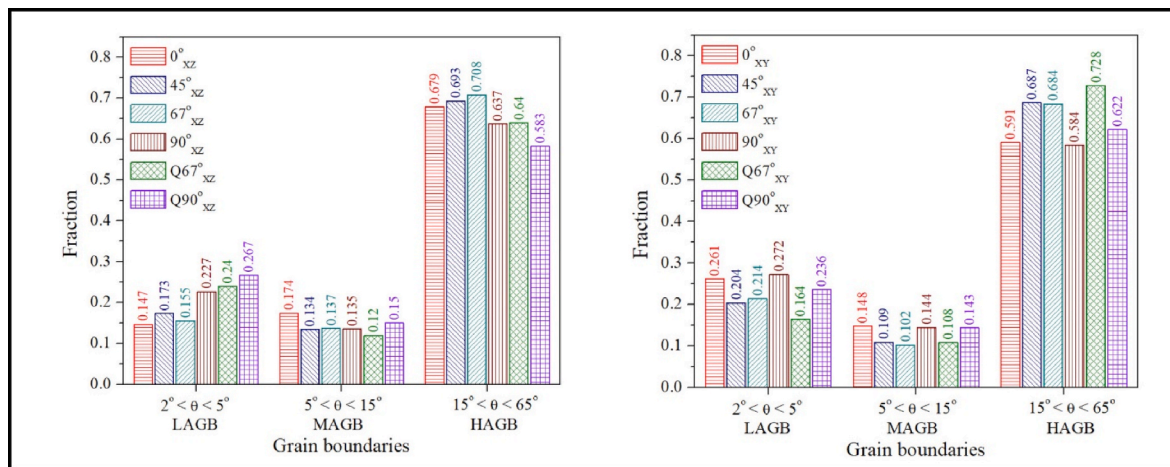 0.8
0.7
0.6
0.5
0.4
0.3
0.2
0.1
0.0
Fraction
0°XZ
45°XZ
67°XZ
90°XZ
Q67°XZ
Q90°XZ
0.147
0.173
0.155
0.227
0.24
0.267
0.174
0.134
0.137
0.135
0.12
0.15
0.679
0.693
0.708
0.637
0.64
0.583
2° < θ < 5°
5° < θ < 15°
15° < θ < 65°
LAGB
MAGB
HAGB
Grain boundaries
0.8
0.7
0.6
0.5
0.4
0.3
0.2
0.1
0.0
Fraction
0°XY
45°XY
67°XY
90°XY
Q67°XY
Q90°XY
0.261
0.204
0.214
0.272
0.164
0.236
0.148
0.109
0.102
0.144
0.108
0.143
0.591
0.687
0.684
0.584
0.728
0.622
2° < θ < 5°
5° < θ < 15°
15° < θ < 65°
LAGB
MAGB
HAGB
Grain boundaries